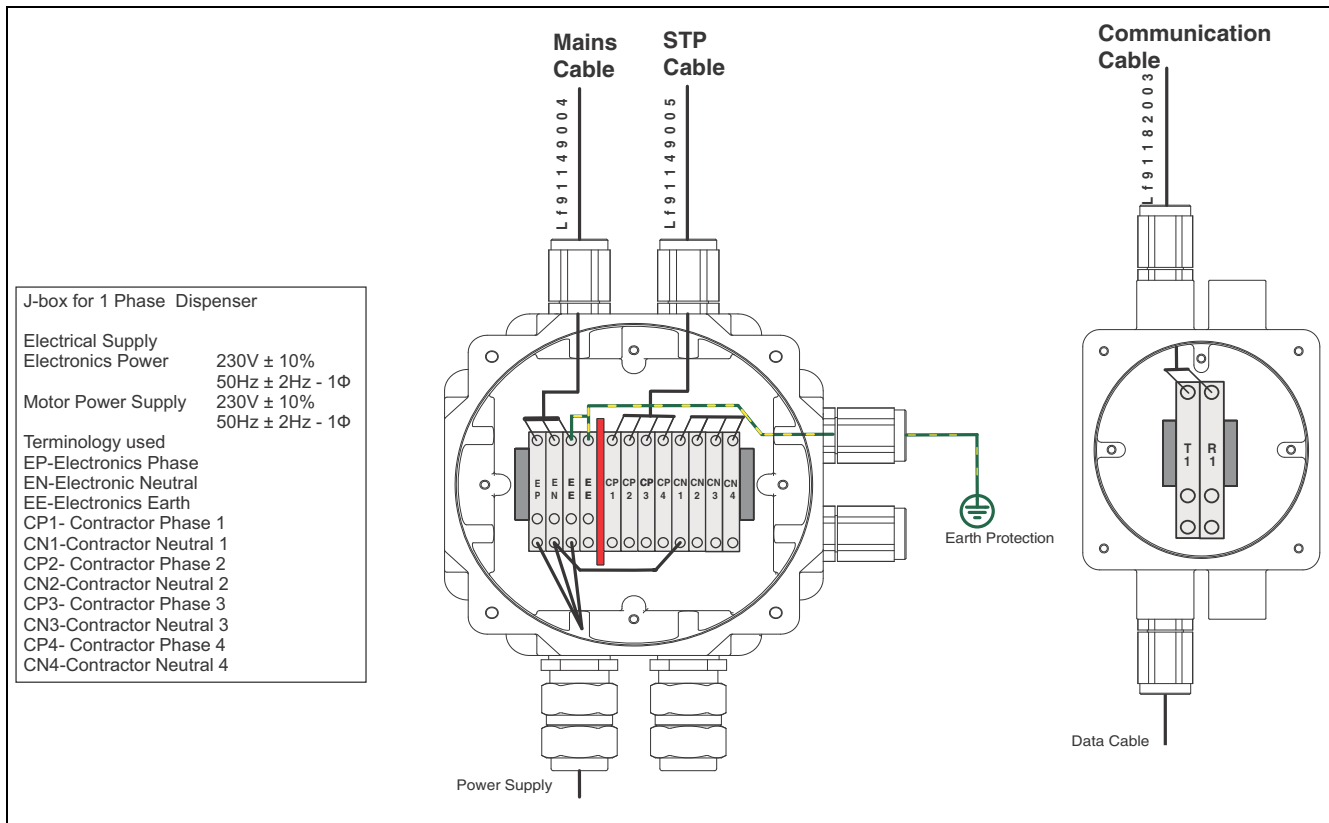 Mains
Cable
STP
Cable
Communication
Cable
Lf91149004
Lf91149005
Lf91182003
J-box for 1 Phase Dispenser
Electrical Supply
Electronics Power 230V ± 10%
50Hz ± 2Hz - 1Φ
Motor Power Supply 230V ± 10%
50Hz ± 2Hz - 1Φ
Terminology used
EP-Electronics Phase
EN-Electronic Neutral
EE-Electronics Earth
CP1- Contractor Phase 1
CN1-Contractor Neutral 1
CP2- Contractor Phase 2
CN2-Contractor Neutral 2
CP3- Contractor Phase 3
CN3-Contractor Neutral 3
CP4- Contractor Phase 4
CN4-Contractor Neutral 4
EP EN EE EE CP1 CP2 CP3 CP4 CN1 CN2 CN3 CN4
T1 R1
Earth Protection
Data Cable
Power Supply